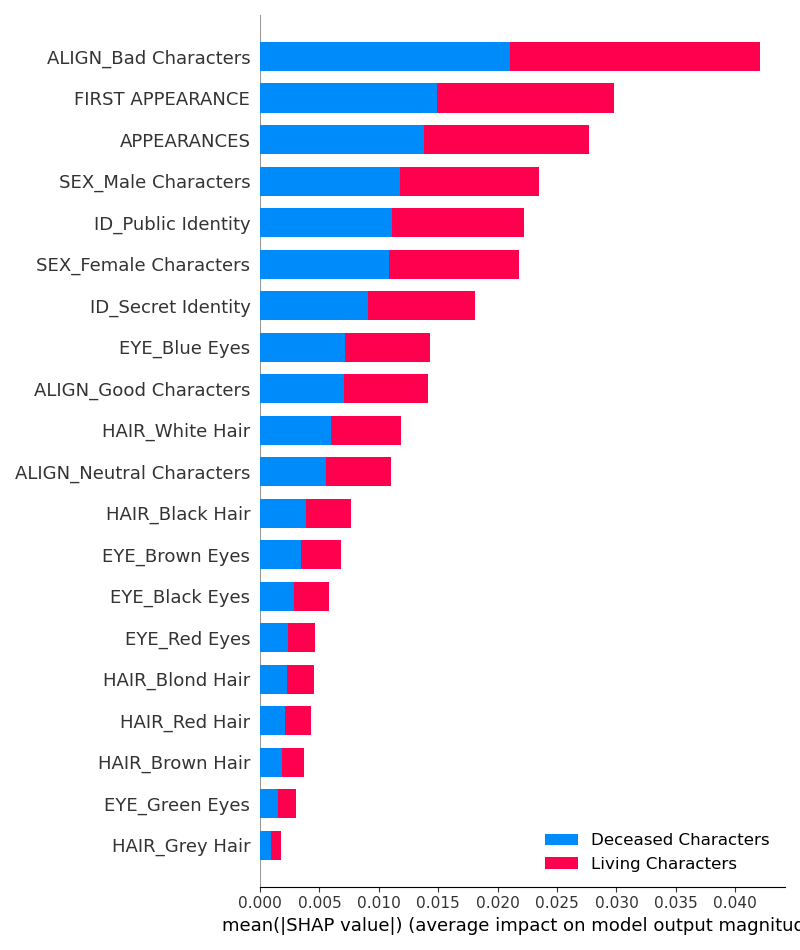 ALIGN_Bad Characters
FIRST APPEARANCE
APPEARANCES
SEX_Male Characters
ID_Public Identity
SEX_Female Characters
ID_Secret Identity
EYE_Blue Eyes
ALIGN_Good Characters
HAIR_White Hair
ALIGN_Neutral Characters
HAIR_Black Hair
EYE_Brown Eyes
EYE_Black Eyes
EYE_Red Eyes
HAIR_Blond Hair
HAIR_Red Hair
HAIR_Brown Hair
EYE_Green Eyes
HAIR_Grey Hair
Deceased Characters
Living Characters
0.000 0.005 0.010 0.015 0.020 0.025 0.030 0.035 0.040
mean(|SHAP value|) (average impact on model output magnitud